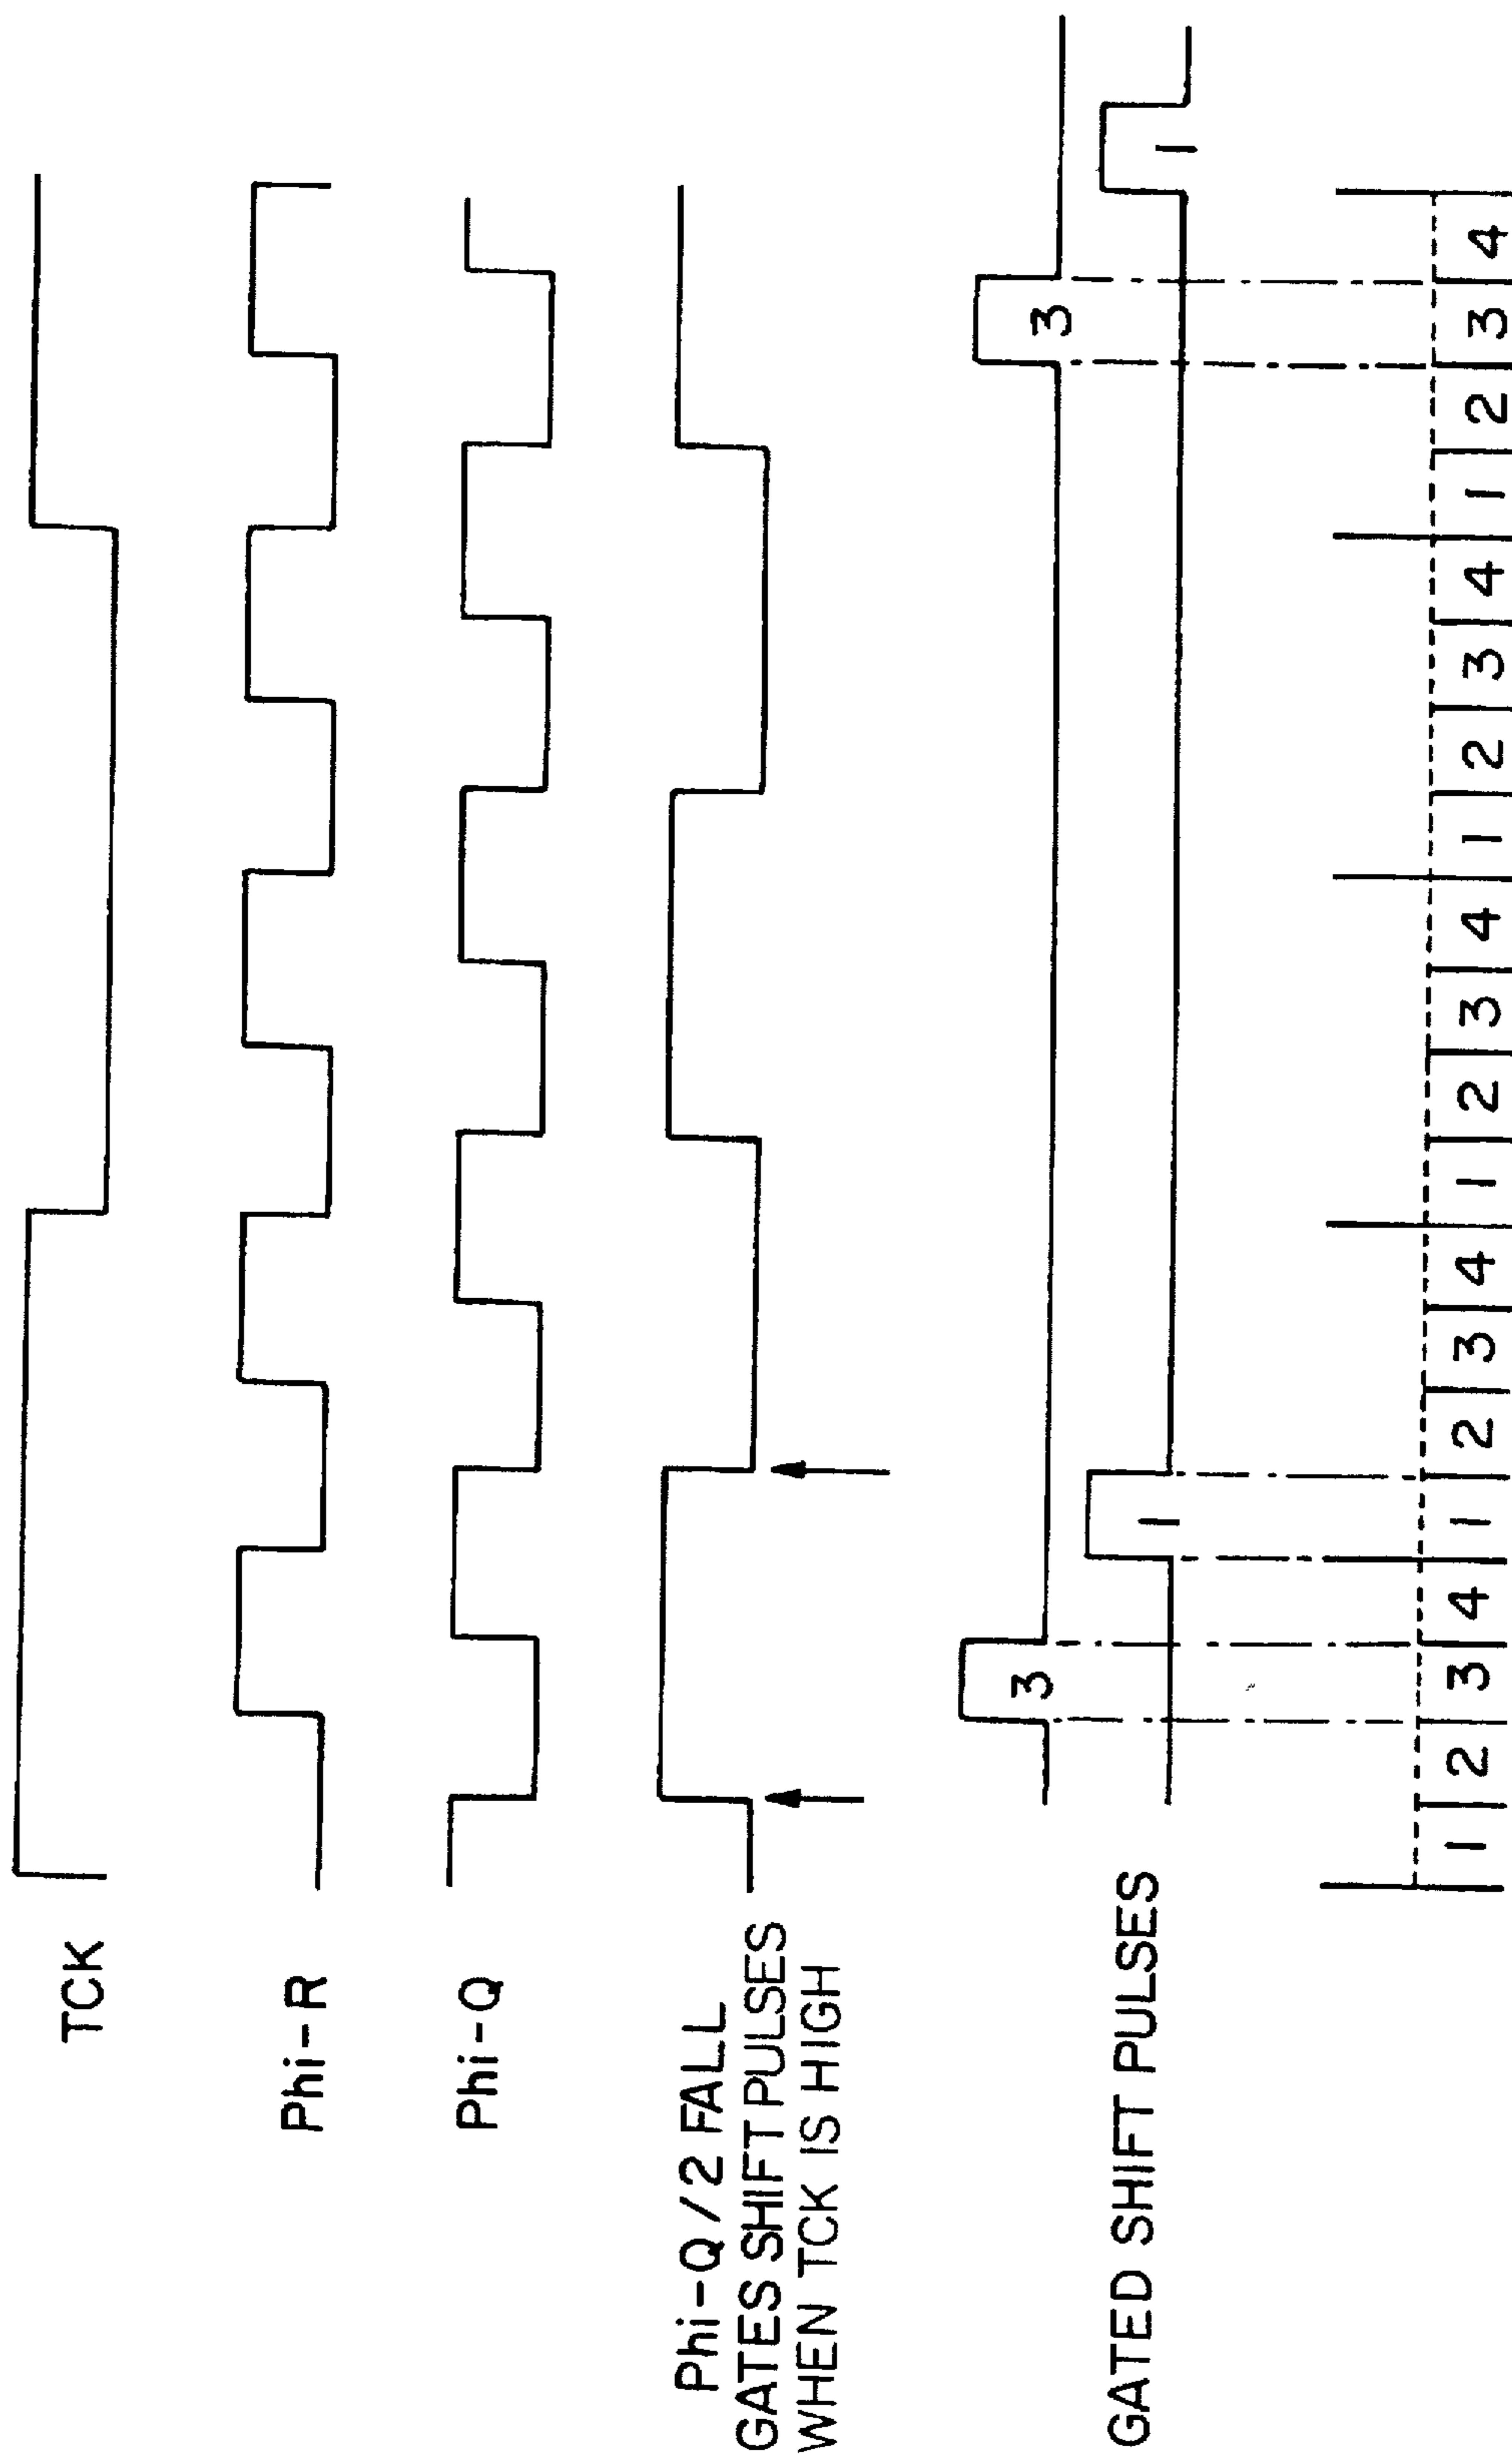 TCK
Phi-R
Phi-Q
Phi-Q/2 FALL
GATES SHIFT PULSES
WHEN TCK IS HIGH
3 3
GATED SHIFT PULSES
1 1
1 2 3 4 1 2 3 4 1 2 3 4 1 2 3 4 1 2 3 4